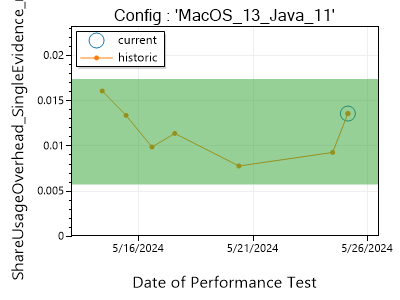 Config : 'MacOS_13_Java_11'
current
historic
0.02
0.015
0.01
0.005
0
ShareUsageOverhead_SingleEvidence_
5/16/2024
5/21/2024
5/26/2024
Date of Performance Test